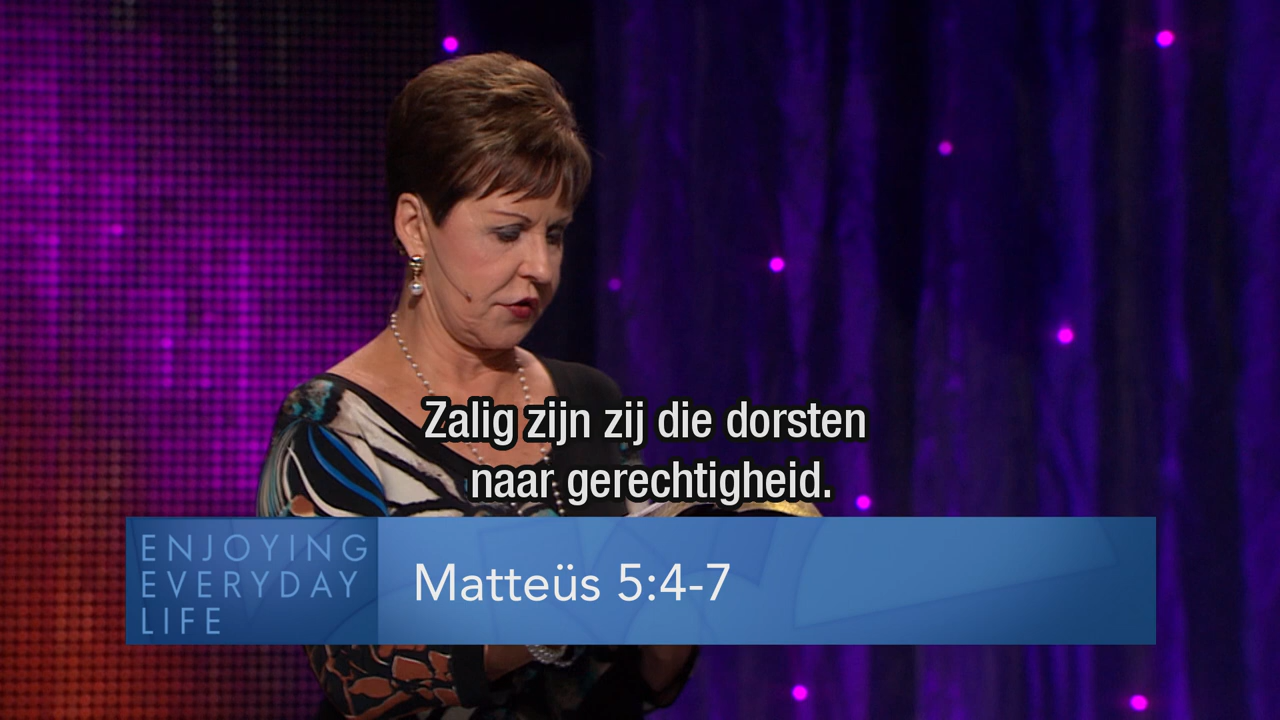 Zalig zijn zij die dorsten
naar gerechtigheid.
ENJOYING
EVERYDAY
LIFE
Matteüs 5:4-7